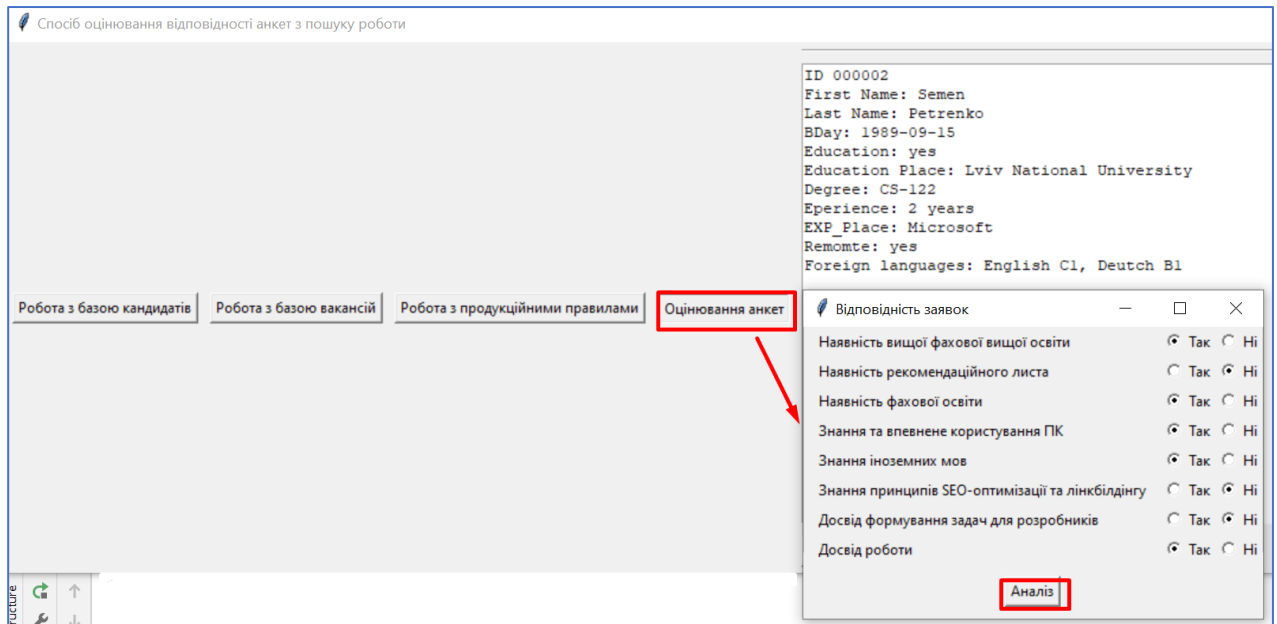 Спосіб оцінювання відповідності анкет з пошуку роботи
ID 000002
First Name: Semen
Last Name: Petrenko
BDay: 1989-09-15
Education: yes
Education Place: Lviv National University
Degree: CS-122
Eperience: 2 years
EXP_Place: Microsoft
Remomte: yes
Foreign languages: English C1, Deutch B1
Робота з базою кандидатів Робота з базою вакансій Робота з продукційними правилами Оцінювання анкет
Відповідність заявок
Наявність вищої фахової вищої освіти Так Ні
Наявність рекомендаційного листа Так Ні
Наявність фахової освіти Так Ні
Знання та впевнене користування ПК Так Ні
Знання іноземних мов Так Ні
Знання принципів SEO-оптимізації та лінкбілдінгу Так Ні
Досвід формування задач для розробників Так Ні
Досвід роботи Так Ні
Аналіз
ructure